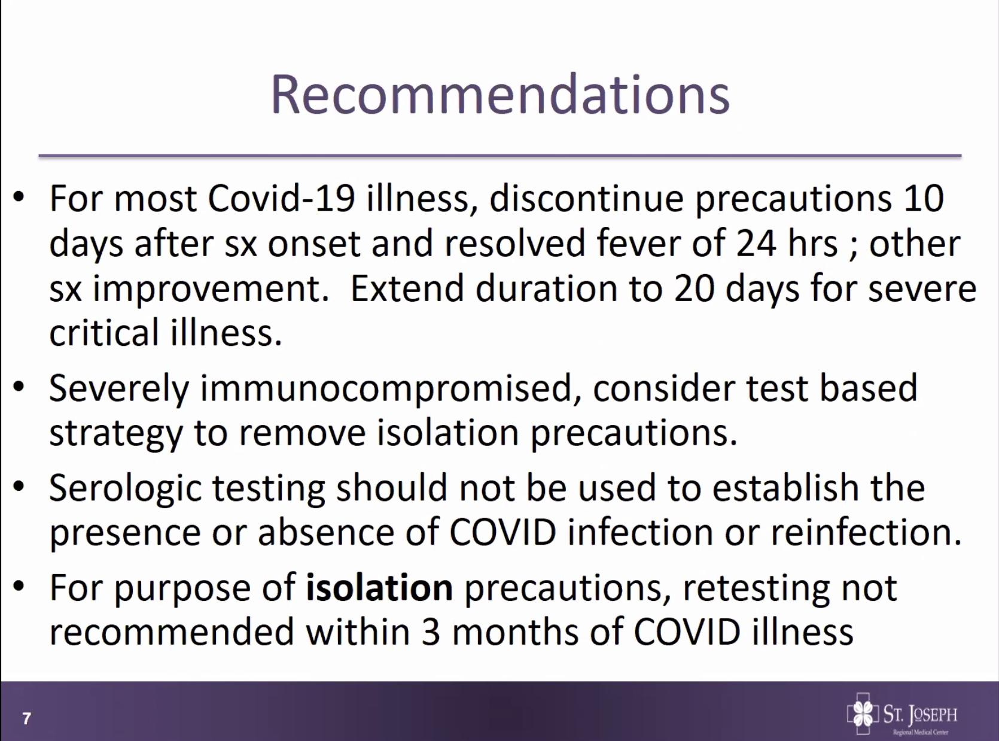 Recommendations
• For most Covid-19 illness, discontinue precautions 10
days after sx onset and resolved fever of 24 hrs ; other
sx improvement.  Extend duration to 20 days for severe
critical illness.
• Severely immunocompromised, consider test based
strategy to remove isolation precautions.
• Serologic testing should not be used to establish the
presence or absence of COVID infection or reinfection.
• For purpose of isolation precautions, retesting not
recommended within 3 months of COVID illness
7
ST. JOSEPH
Regional Medical Center